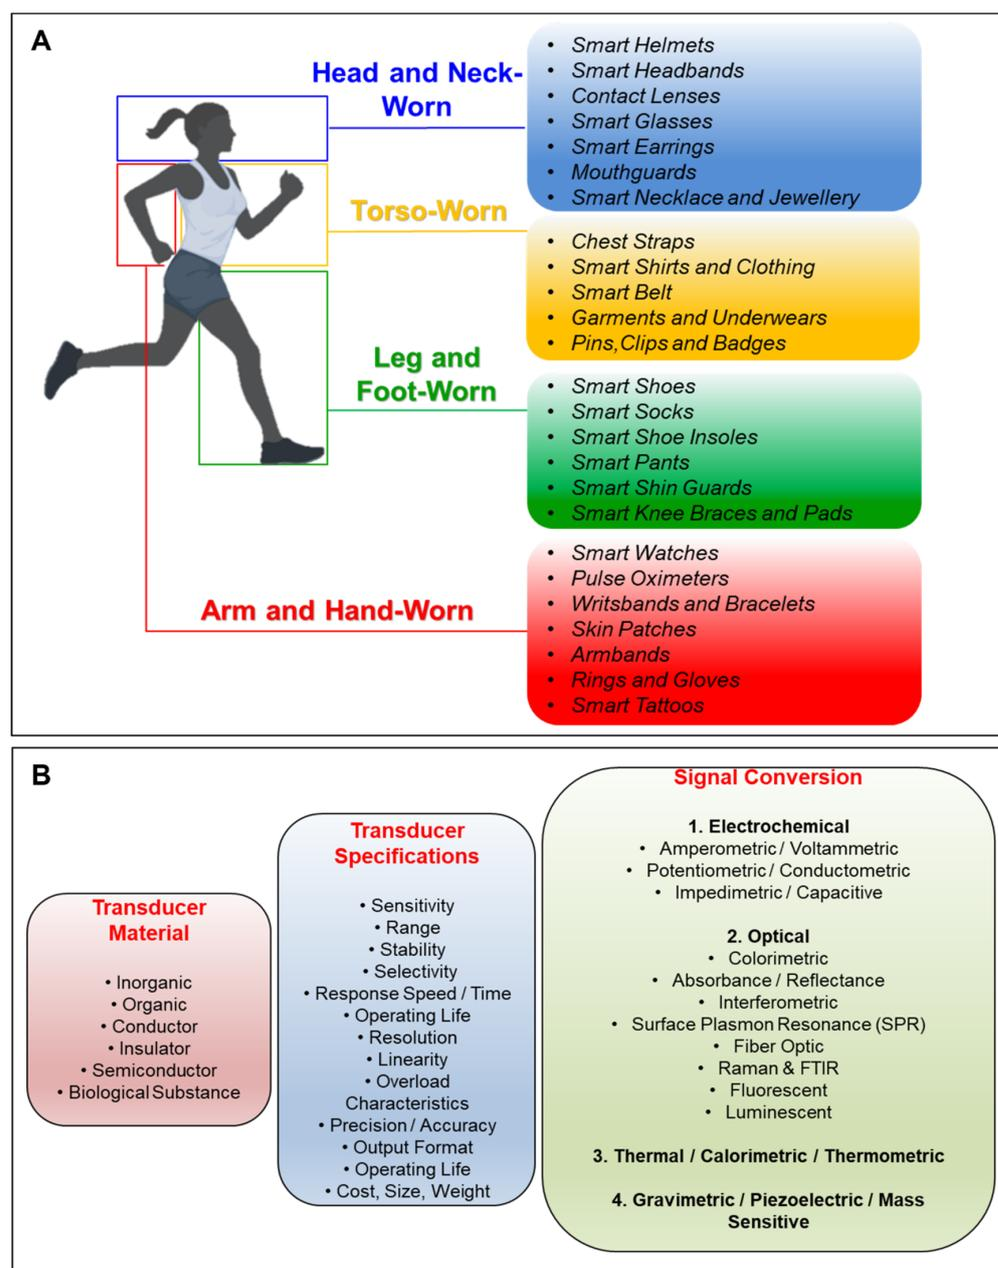 A
Head and Neck-
Worn
• Smart Helmets
• Smart Headbands
• Contact Lenses
• Smart Glasses
• Smart Earrings
• Mouthguards
• Smart Necklace and Jewellery
Torso-Worn
• Chest Straps
• Smart Shirts and Clothing
• Smart Belt
• Garments and Underwears
• Pins,Clips and Badges
Leg and
Foot-Worn
• Smart Shoes
• Smart Socks
• Smart Shoe Insoles
• Smart Pants
• Smart Shin Guards
• Smart Knee Braces and Pads
Arm and Hand-Worn
• Smart Watches
• Pulse Oximeters
• Writsbands and Bracelets
• Skin Patches
• Armbands
• Rings and Gloves
• Smart Tattoos
B
Transducer
Material
• Inorganic
• Organic
• Conductor
• Insulator
• Semiconductor
• Biological Substance
Transducer
Specifications
• Sensitivity
• Range
• Stability
• Selectivity
• Response Speed / Time
• Operating Life
• Resolution
• Linearity
• Overload
Characteristics
• Precision / Accuracy
• Output Format
• Operating Life
• Cost, Size, Weight
Signal Conversion
1. Electrochemical
• Amperometric / Voltammetric
• Potentiometric / Conductometric
• Impedimetric / Capacitive
2. Optical
• Colorimetric
• Absorbance / Reflectance
• Interferometric
• Surface Plasmon Resonance (SPR)
• Fiber Optic
• Raman & FTIR
• Fluorescent
• Luminescent
3. Thermal / Calorimetric / Thermometric
4. Gravimetric / Piezoelectric / Mass
Sensitive